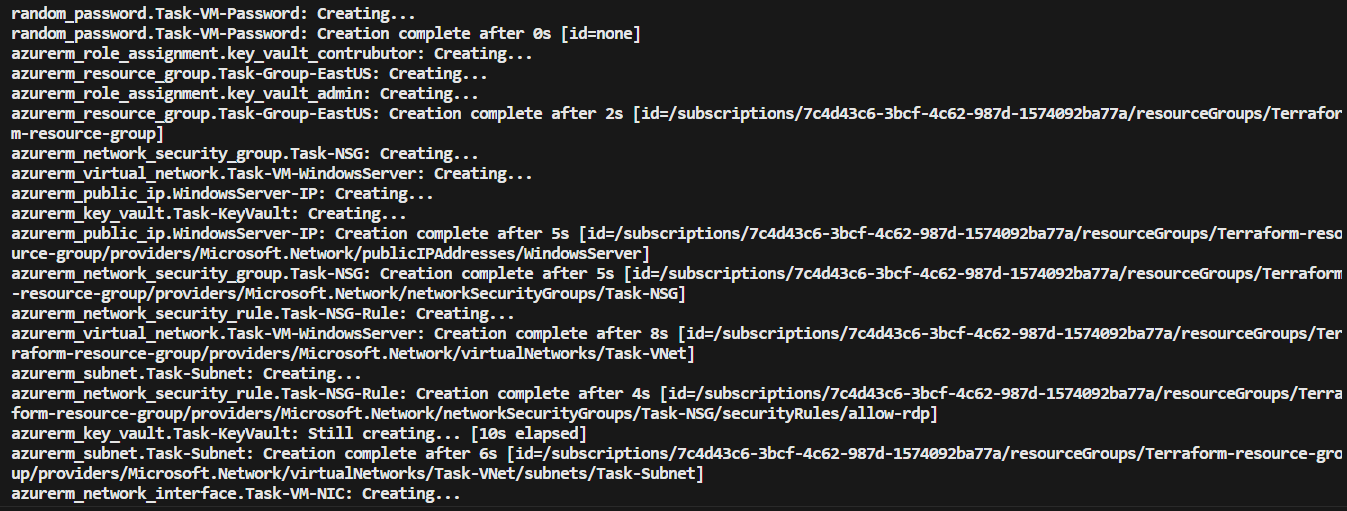 random_password.Task-VM-Password: Creating...
random_password.Task-VM-Password: Creation complete after 0s [id=none]
azurerm_role_assignment.key_vault_contrubutor: Creating...
azurerm_resource_group.Task-Group-EastUS: Creating...
azurerm_role_assignment.key_vault_admin: Creating...
azurerm_resource_group.Task-Group-EastUS: Creation complete after 2s [id=/subscriptions/7c4d43c6-3bcf-4c62-987d-1574092ba77a/resourceGroups/Terrafor
m-resource-group]
azurerm_network_security_group.Task-NSG: Creating...
azurerm_virtual_network.Task-VM-WindowsServer: Creating...
azurerm_public_ip.WindowsServer-IP: Creating...
azurerm_key_vault.Task-KeyVault: Creating...
azurerm_public_ip.WindowsServer-IP: Creation complete after 5s [id=/subscriptions/7c4d43c6-3bcf-4c62-987d-1574092ba77a/resourceGroups/Terraform-reso
urce-group/providers/Microsoft.Network/publicIPAddresses/WindowsServer]
azurerm_network_security_group.Task-NSG: Creation complete after 5s [id=/subscriptions/7c4d43c6-3bcf-4c62-987d-1574092ba77a/resourceGroups/Terraform
-resource-group/providers/Microsoft.Network/networkSecurityGroups/Task-NSG]
azurerm_network_security_rule.Task-NSG-Rule: Creating...
azurerm_virtual_network.Task-VM-WindowsServer: Creation complete after 8s [id=/subscriptions/7c4d43c6-3bcf-4c62-987d-1574092ba77a/resourceGroups/Ter
raform-resource-group/providers/Microsoft.Network/virtualNetworks/Task-VNet]
azurerm_subnet.Task-Subnet: Creating...
azurerm_network_security_rule.Task-NSG-Rule: Creation complete after 4s [id=/subscriptions/7c4d43c6-3bcf-4c62-987d-1574092ba77a/resourceGroups/Terra
form-resource-group/providers/Microsoft.Network/networkSecurityGroups/Task-NSG/securityRules/allow-rdp]
azurerm_key_vault.Task-KeyVault: Still creating... [10s elapsed]
azurerm_subnet.Task-Subnet: Creation complete after 6s [id=/subscriptions/7c4d43c6-3bcf-4c62-987d-1574092ba77a/resourceGroups/Terraform-resource-gro
up/providers/Microsoft.Network/virtualNetworks/Task-VNet/subnets/Task-Subnet]
azurerm_network_interface.Task-VM-NIC: Creating...